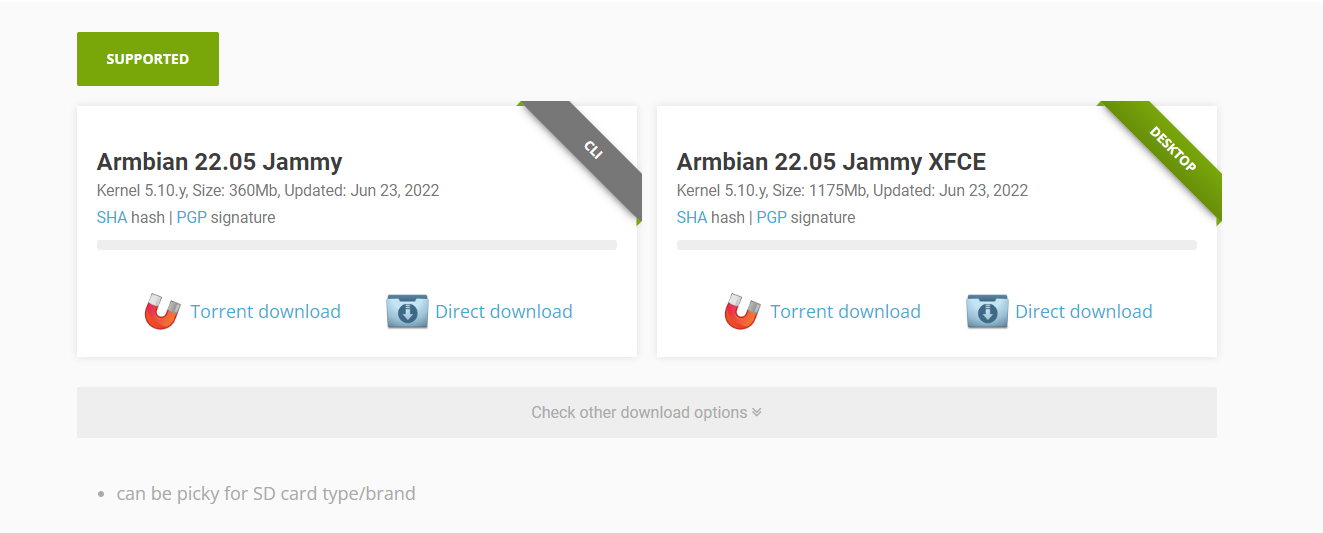 SUPPORTED
CLI
Armbian 22.05 Jammy
Kernel 5.10.y, Size: 360Mb, Updated: Jun 23, 2022
SHA hash | PGP signature
Torrent download
Direct download
DESKTOP
Armbian 22.05 Jammy XFCE
Kernel 5.10.y, Size: 1175Mb, Updated: Jun 23, 2022
SHA hash | PGP signature
Torrent download
Direct download
Check other download options
• can be picky for SD card type/brand